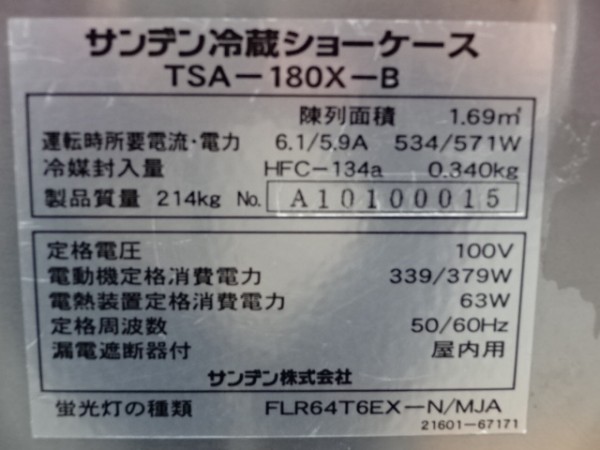 サンデン冷蔵ショーケース
TSA－180X－B
陳列面積 1.69㎡
運転時所要電流・電力 6.1/5.9A 534/571W
冷媒封入量 HFC－134a 0.340kg
製品質量 214kg No. A10100015
定格電圧 100V
電動機定格消費電力 339/379W
電熱装置定格消費電力 63W
定格周波数 50/60Hz
漏電遮断器付 屋内用
サンデン株式会社
蛍光灯の種類 FLR64T6EX－N/MJA
21601－67171